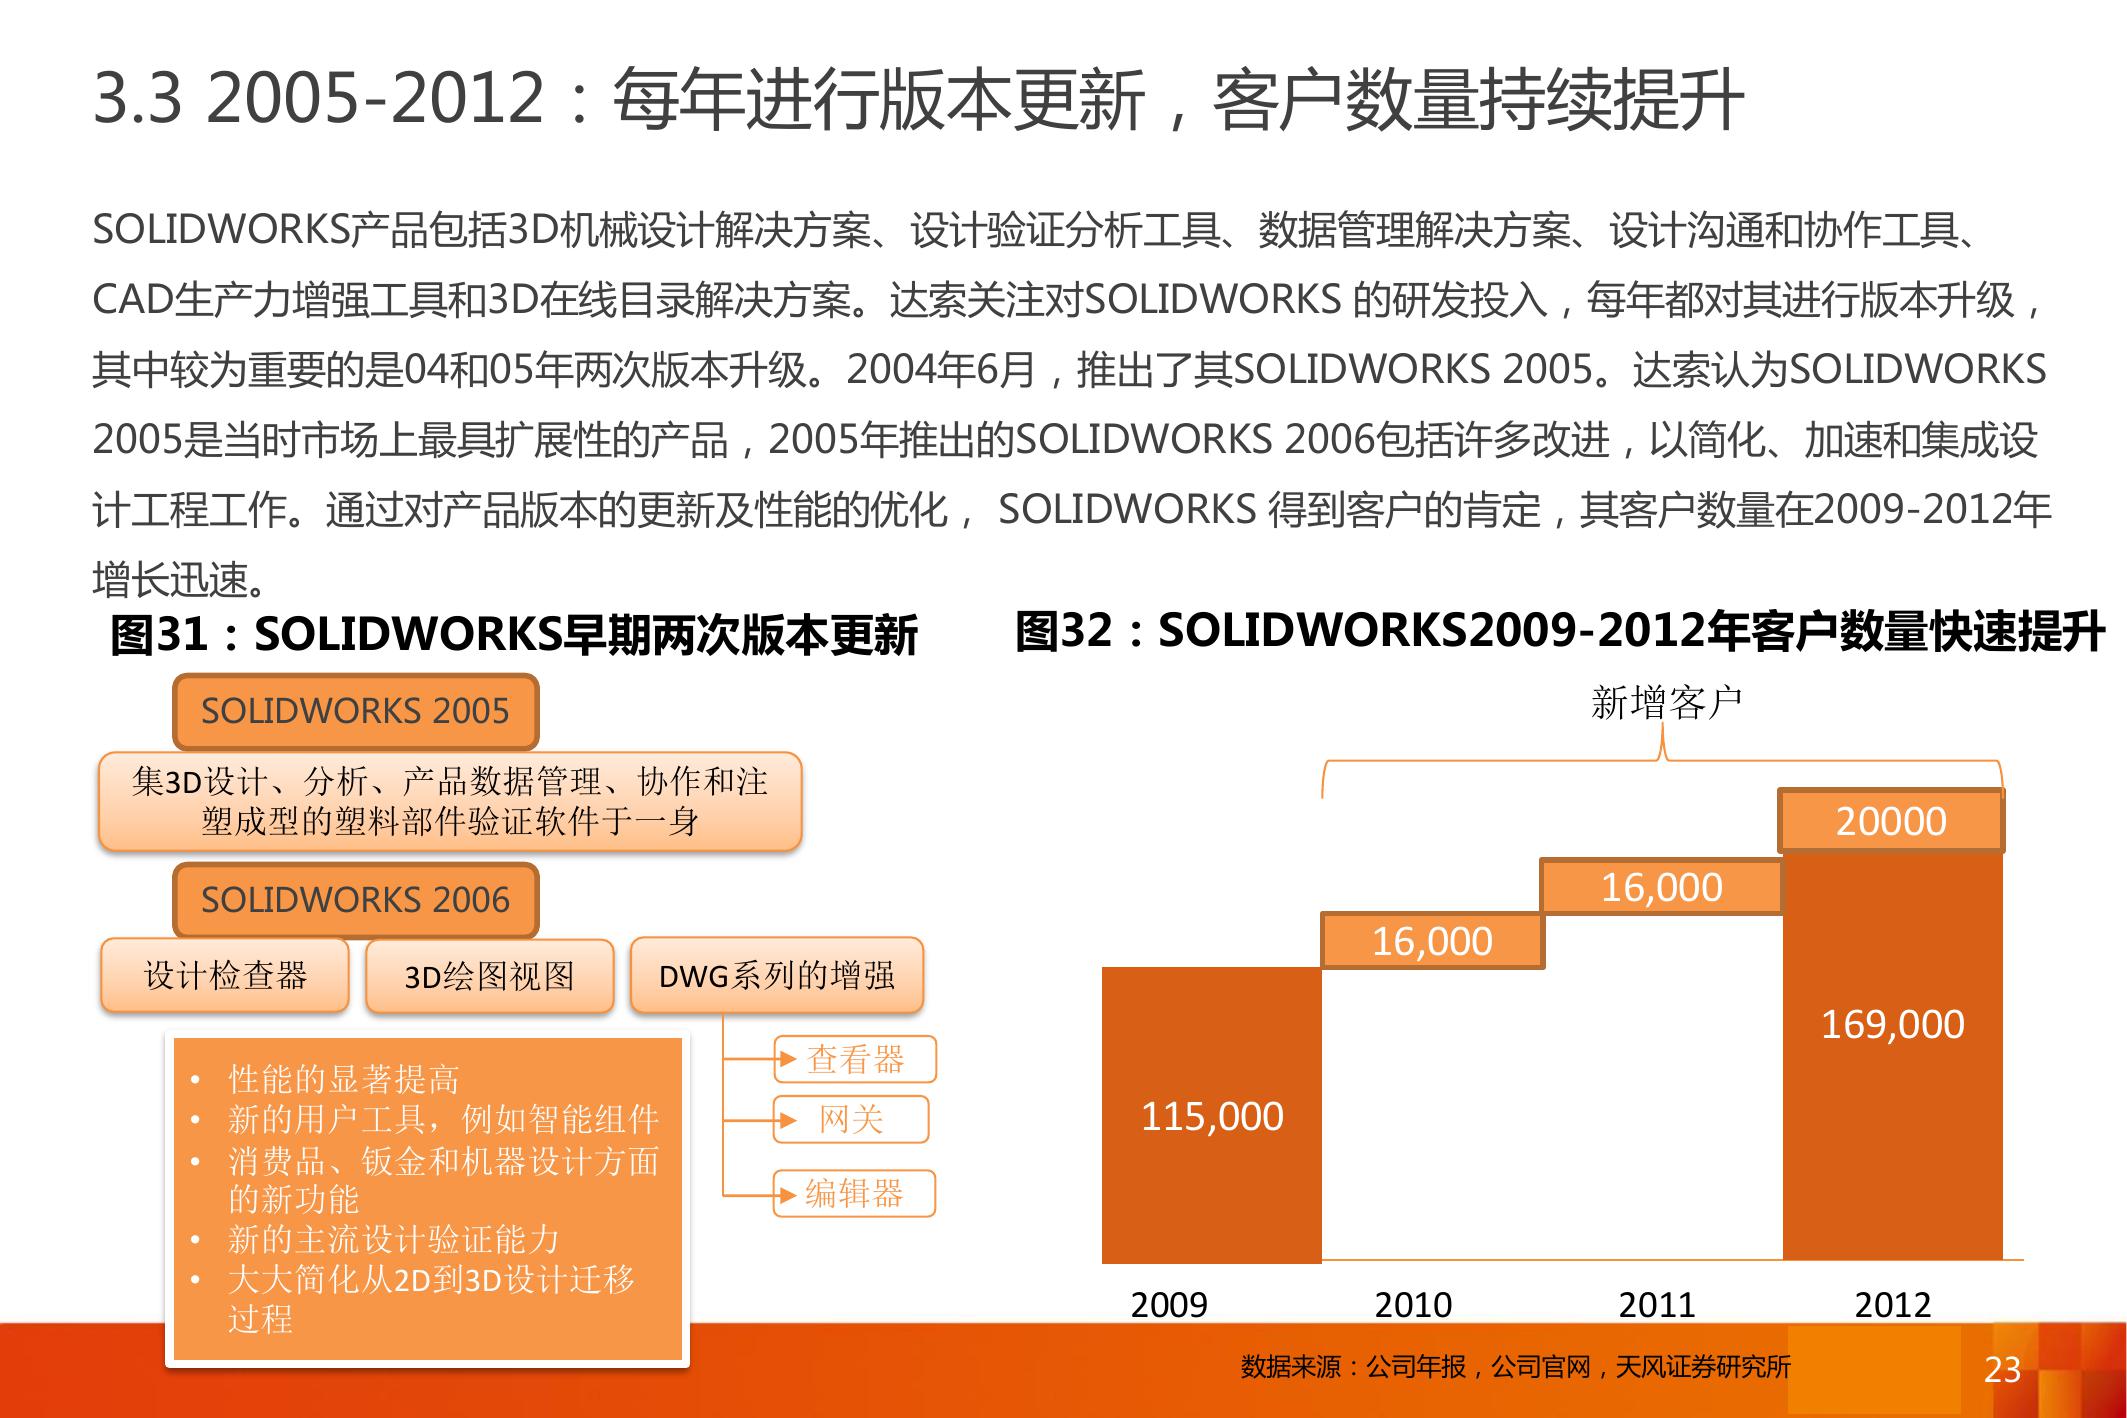 3.3 2005-2012：每年进行版本更新，客户数量持续提升
SOLIDWORKS产品包括3D机械设计解决方案、设计验证分析工具、数据管理解决方案、设计沟通和协作工具、
CAD生产力增强工具和3D在线目录解决方案。达索关注对SOLIDWORKS 的研发投入，每年都对其进行版本升级，
其中较为重要的是04和05年两次版本升级。2004年6月，推出了其SOLIDWORKS 2005。达索认为SOLIDWORKS
2005是当时市场上最具扩展性的产品，2005年推出的SOLIDWORKS 2006包括许多改进，以简化、加速和集成设
计工程工作。通过对产品版本的更新及性能的优化， SOLIDWORKS 得到客户的肯定，其客户数量在2009-2012年
增长迅速。
图31：SOLIDWORKS早期两次版本更新
SOLIDWORKS 2005
集3D设计、分析、产品数据管理、协作和注
塑成型的塑料部件验证软件于一身
SOLIDWORKS 2006
设计检查器
3D绘图视图
DWG系列的增强
查看器
网关
编辑器
• 性能的显著提高
• 新的用户工具，例如智能组件
• 消费品、钣金和机器设计方面
的新功能
• 新的主流设计验证能力
• 大大简化从2D到3D设计迁移
过程
图32：SOLIDWORKS2009-2012年客户数量快速提升
新增客户
20000
16,000
16,000
169,000
115,000
2009
2010
2011
2012
数据来源：公司年报，公司官网，天风证券研究所
23